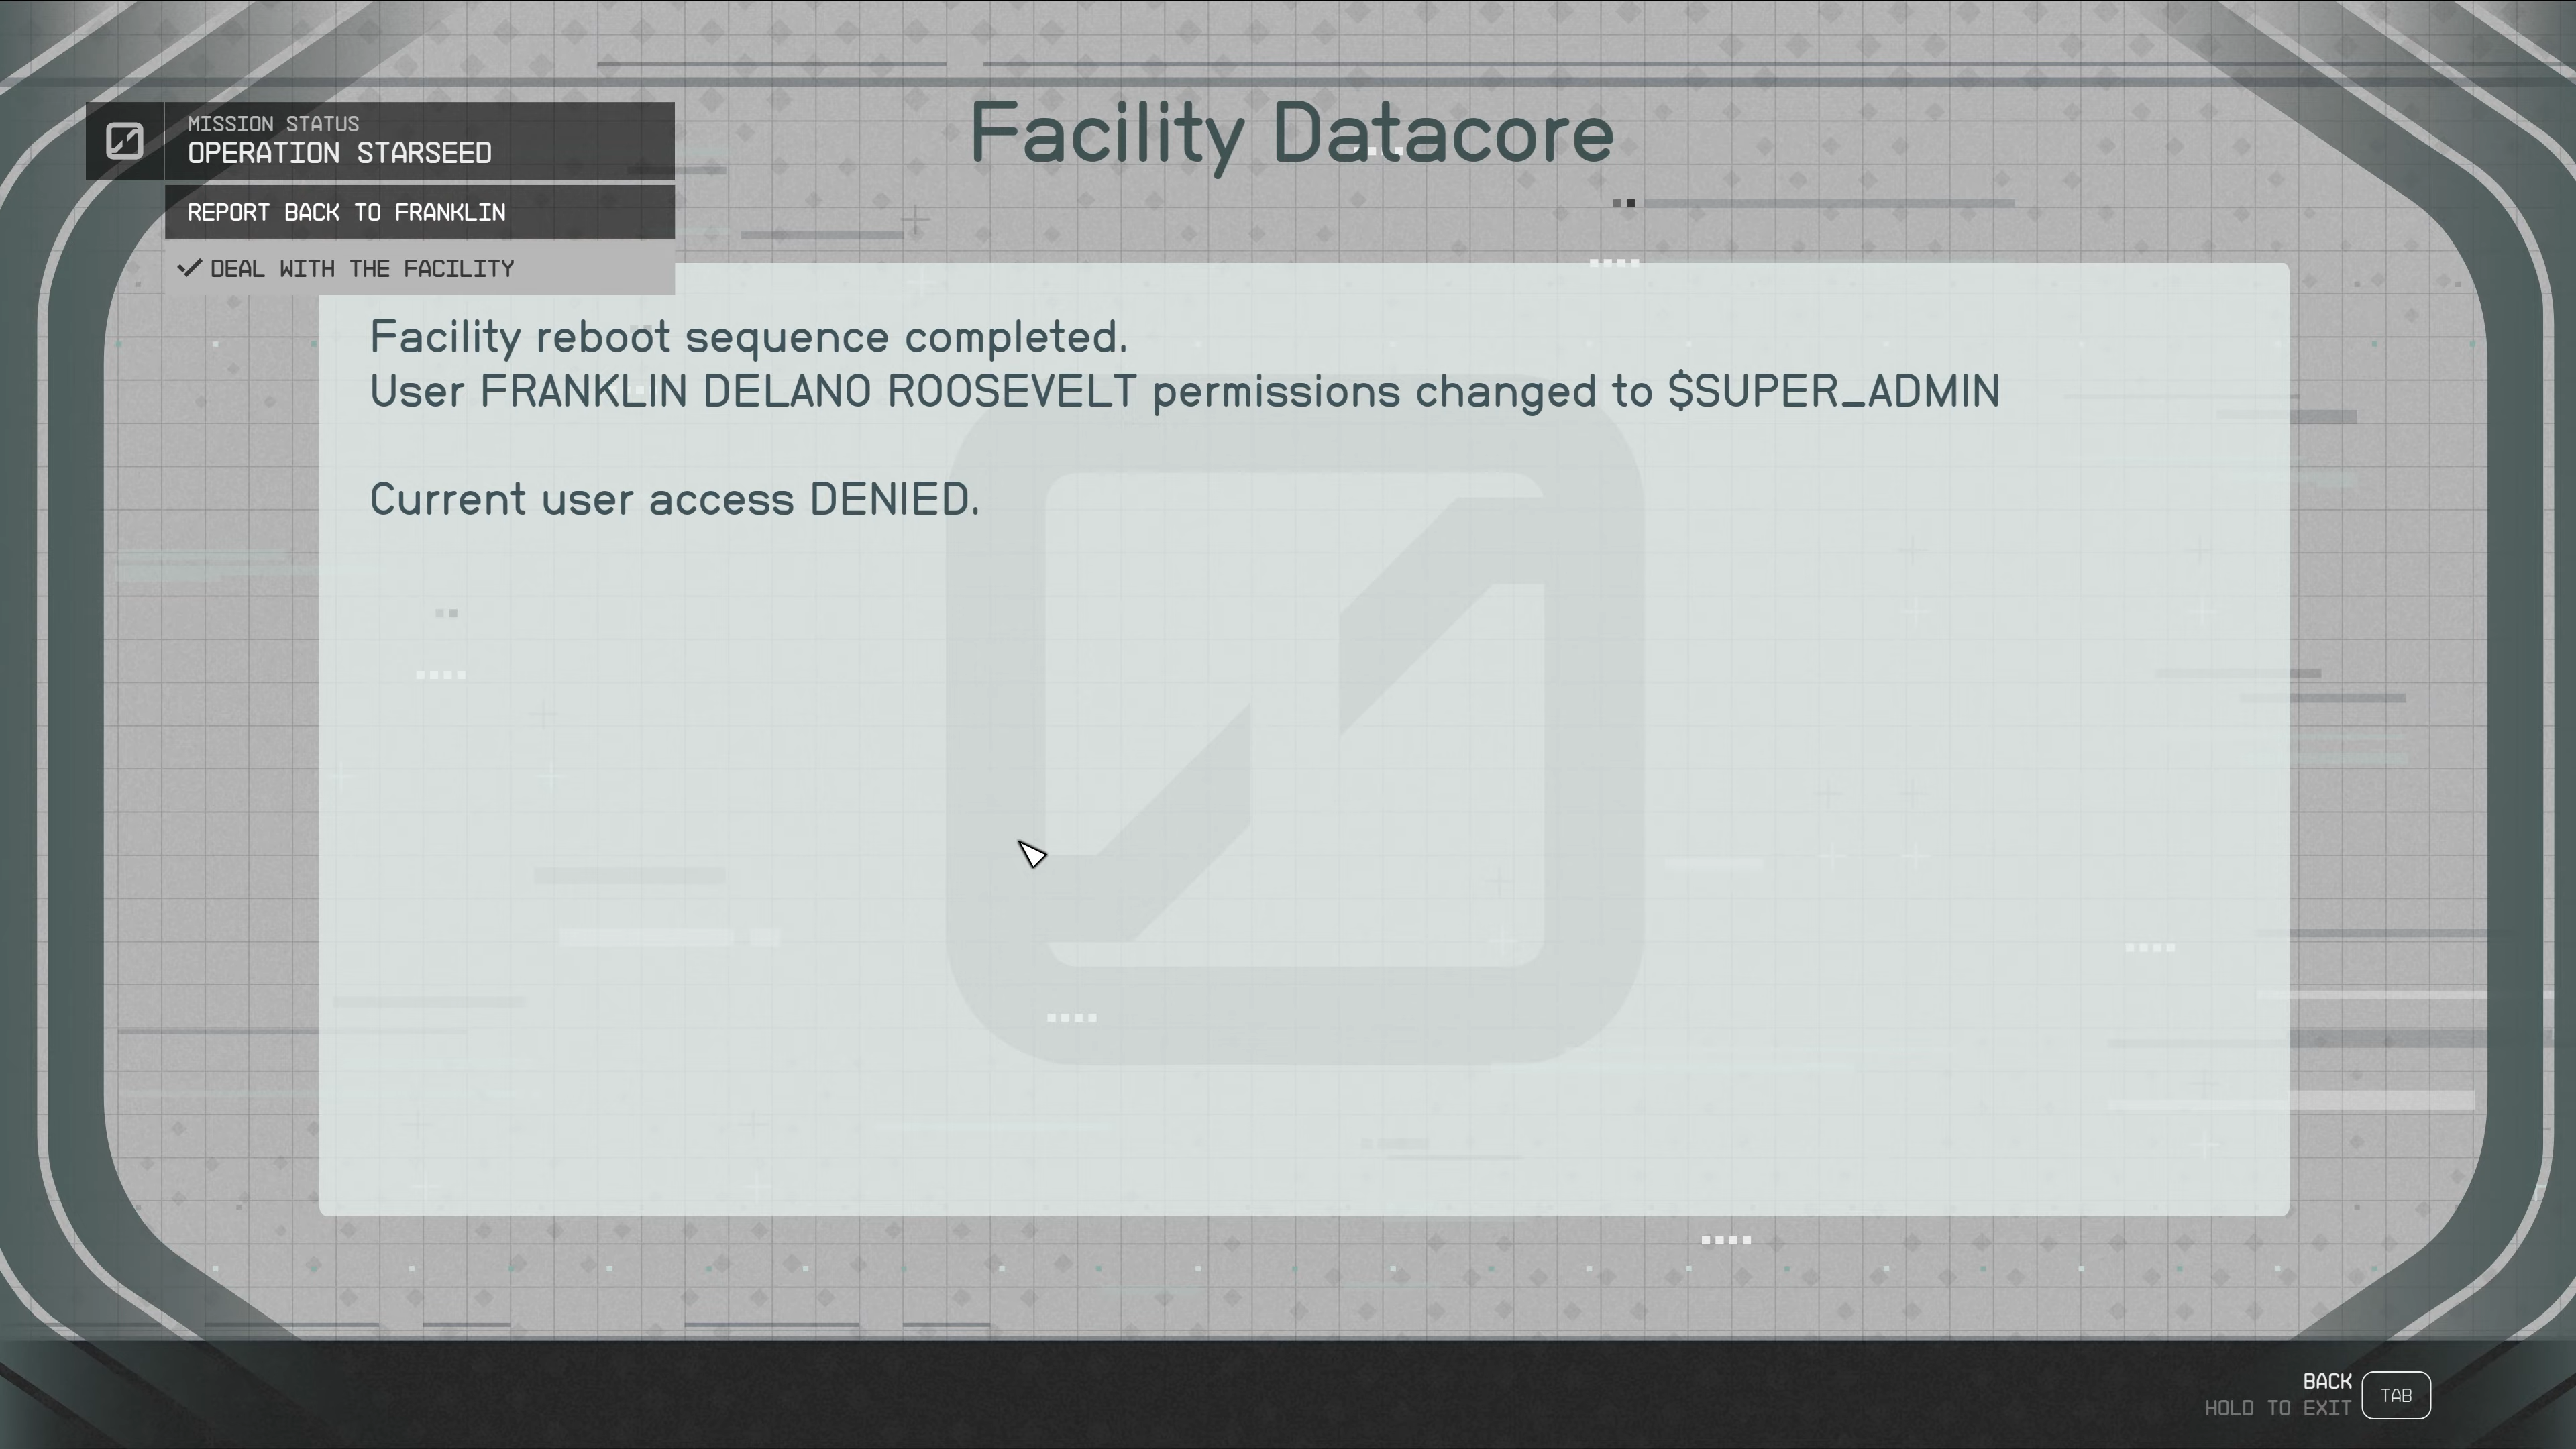 Facility Datacore
MISSION STATUS
OPERATION STARSEED
REPORT BACK TO FRANKLIN
DEAL WITH THE FACILITY
Facility reboot sequence completed.
User FRANKLIN DELANO ROOSEVELT permissions changed to $SUPER_ADMIN
Current user access DENIED.
BACK
HOLD TO EXIT
TAB